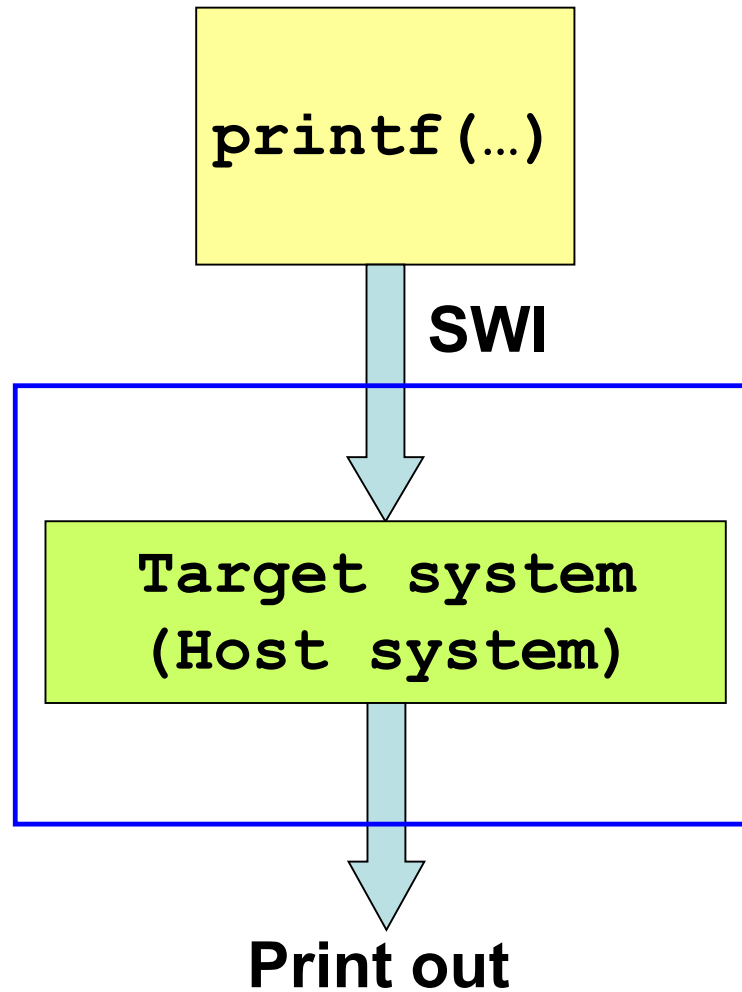 printf(…)
SWI
Target system
(Host system)
Print out